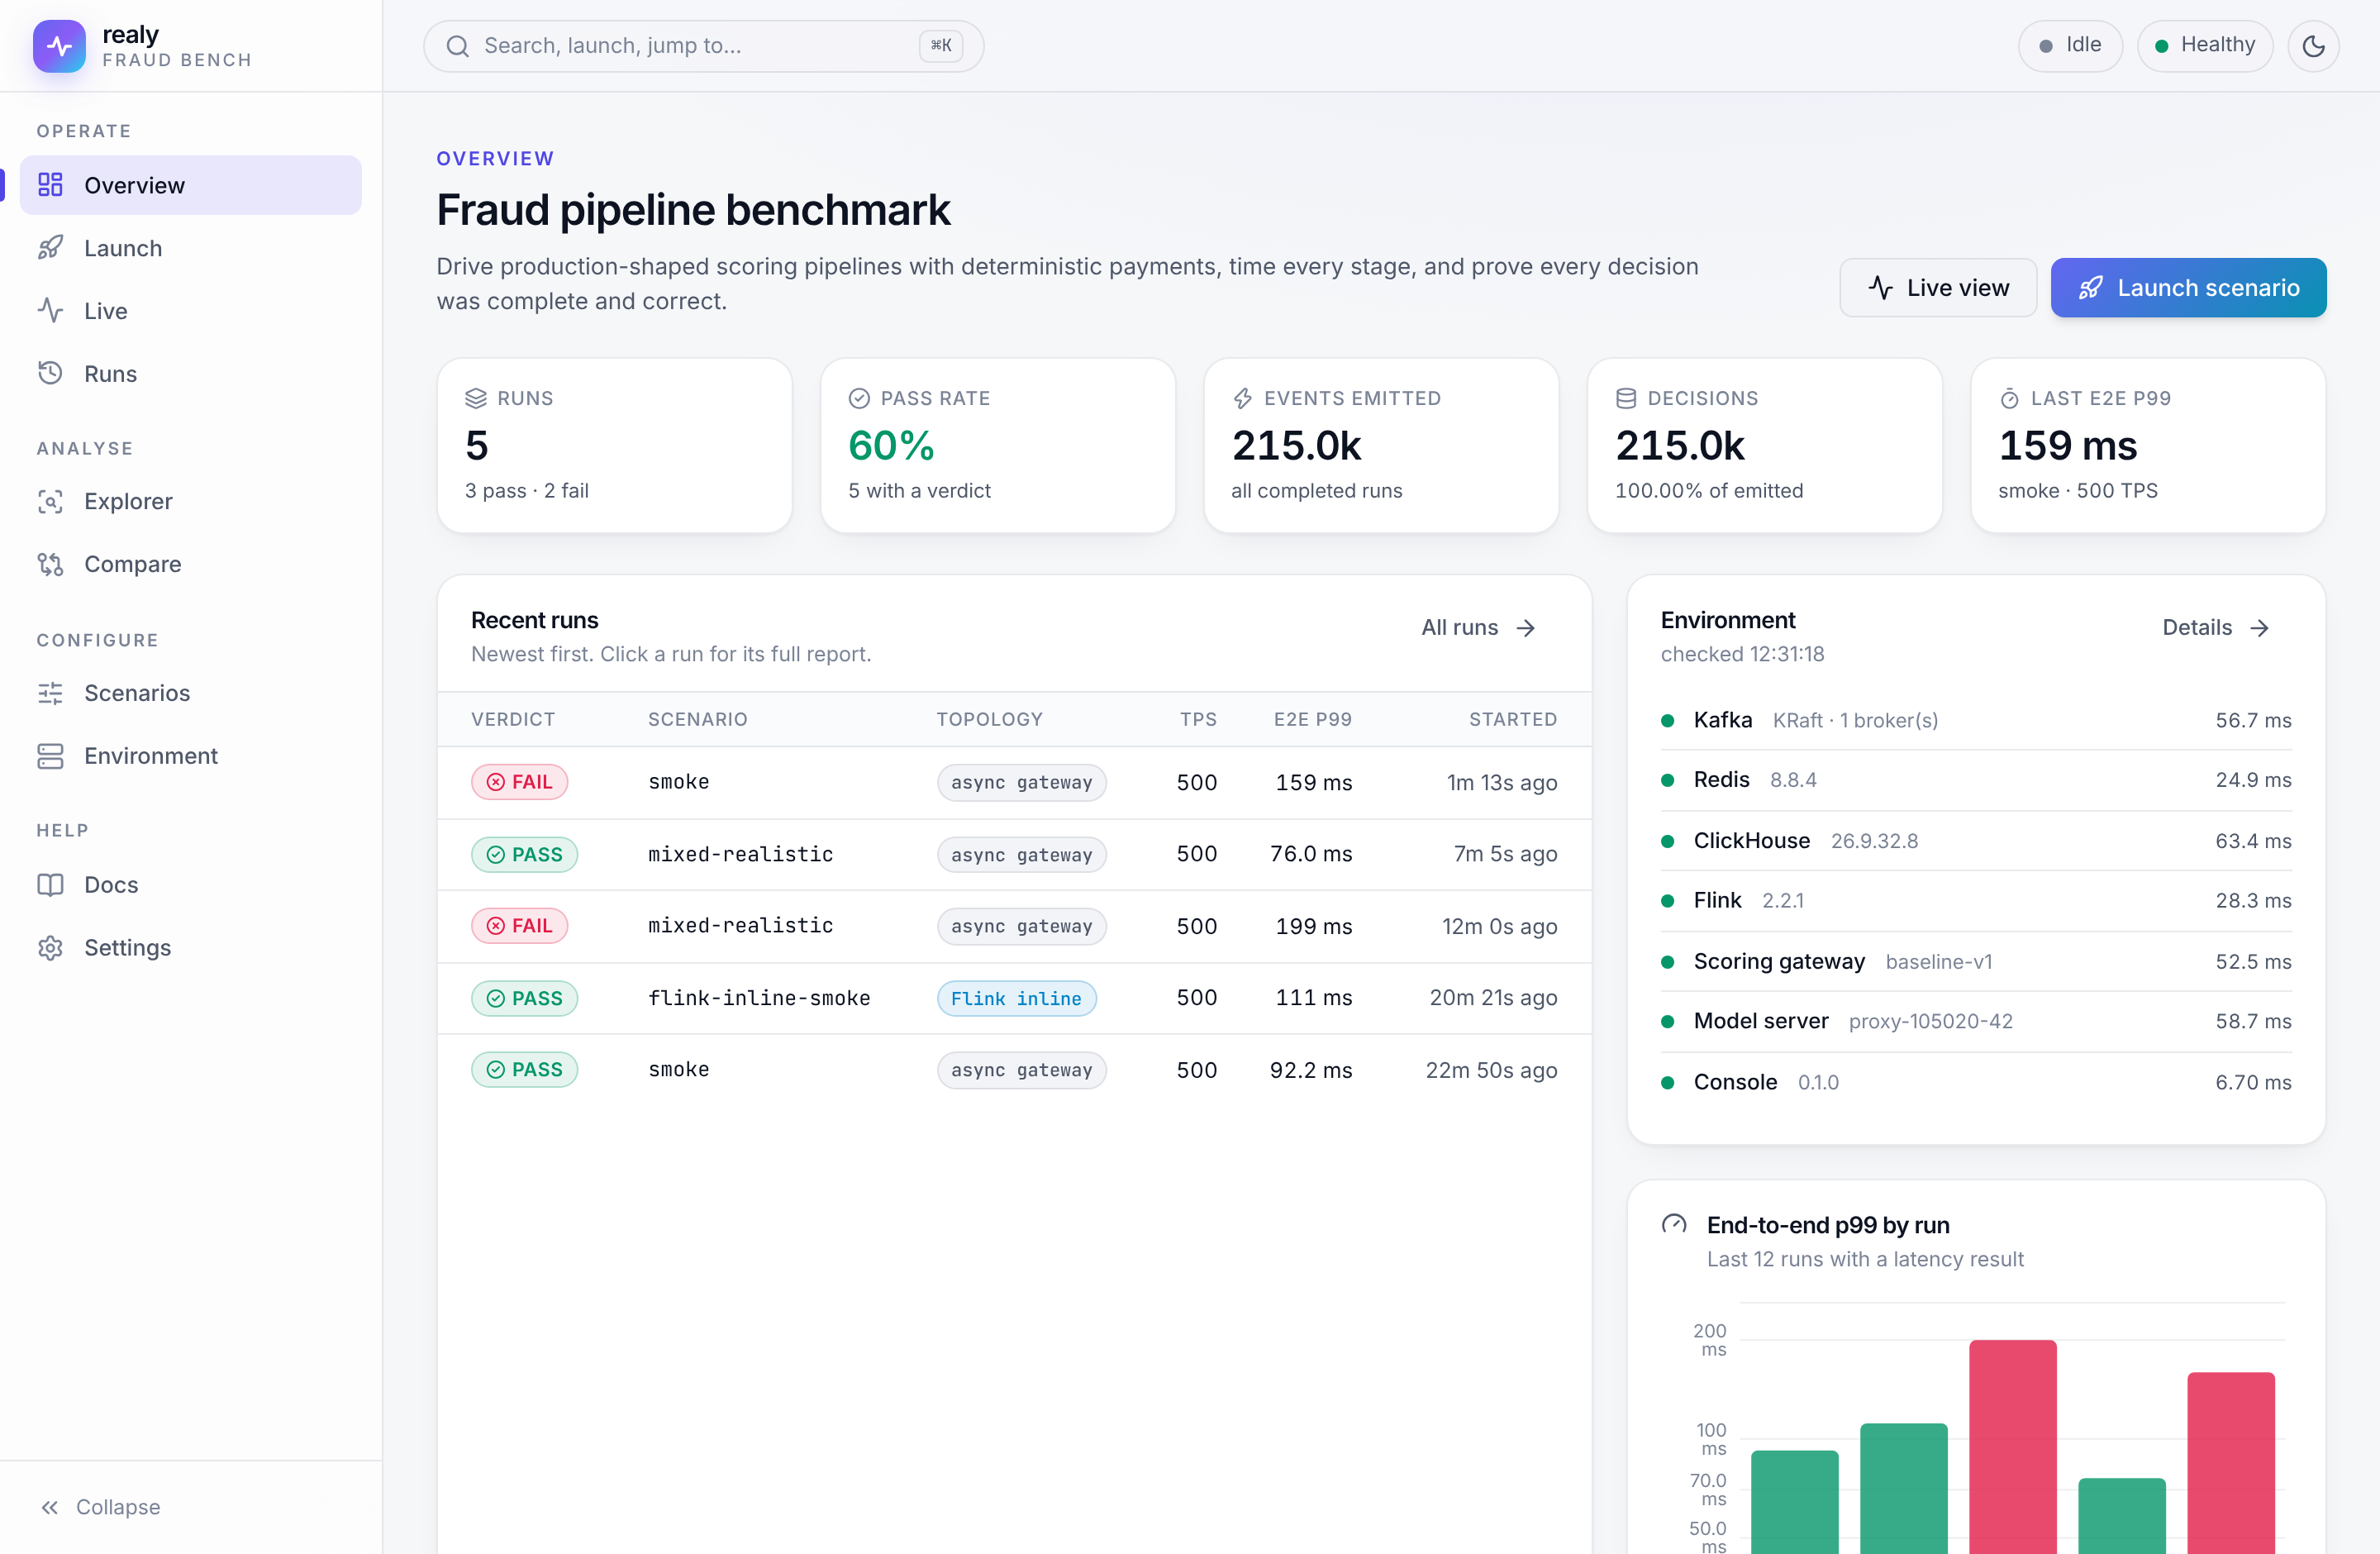 realy
FRAUD BENCH
Search, launch, jump to...
⌘K
Idle
Healthy
OPERATE
Overview
Launch
Live
Runs
ANALYSE
Explorer
Compare
CONFIGURE
Scenarios
Environment
HELP
Docs
Settings
Collapse
OVERVIEW
Fraud pipeline benchmark
Drive production-shaped scoring pipelines with deterministic payments, time every stage, and prove every decision
was complete and correct.
Live view
Launch scenario
RUNS
5
3 pass · 2 fail
PASS RATE
60%
5 with a verdict
EVENTS EMITTED
215.0k
all completed runs
DECISIONS
215.0k
100.00% of emitted
LAST E2E P99
159 ms
smoke · 500 TPS
Recent runs
Newest first. Click a run for its full report.
All runs
VERDICT SCENARIO TOPOLOGY TPS E2E P99 STARTED
FAIL smoke async gateway 500 159 ms 1m 13s ago
PASS mixed-realistic async gateway 500 76.0 ms 7m 5s ago
FAIL mixed-realistic async gateway 500 199 ms 12m 0s ago
PASS flink-inline-smoke Flink inline 500 111 ms 20m 21s ago
PASS smoke async gateway 500 92.2 ms 22m 50s ago
Environment
checked 12:31:18
Details
Kafka KRaft · 1 broker(s) 56.7 ms
Redis 8.8.4 24.9 ms
ClickHouse 26.9.32.8 63.4 ms
Flink 2.2.1 28.3 ms
Scoring gateway baseline-v1 52.5 ms
Model server proxy-105020-42 58.7 ms
Console 0.1.0 6.70 ms
End-to-end p99 by run
Last 12 runs with a latency result
200
ms
100
ms
70.0
ms
50.0
ms